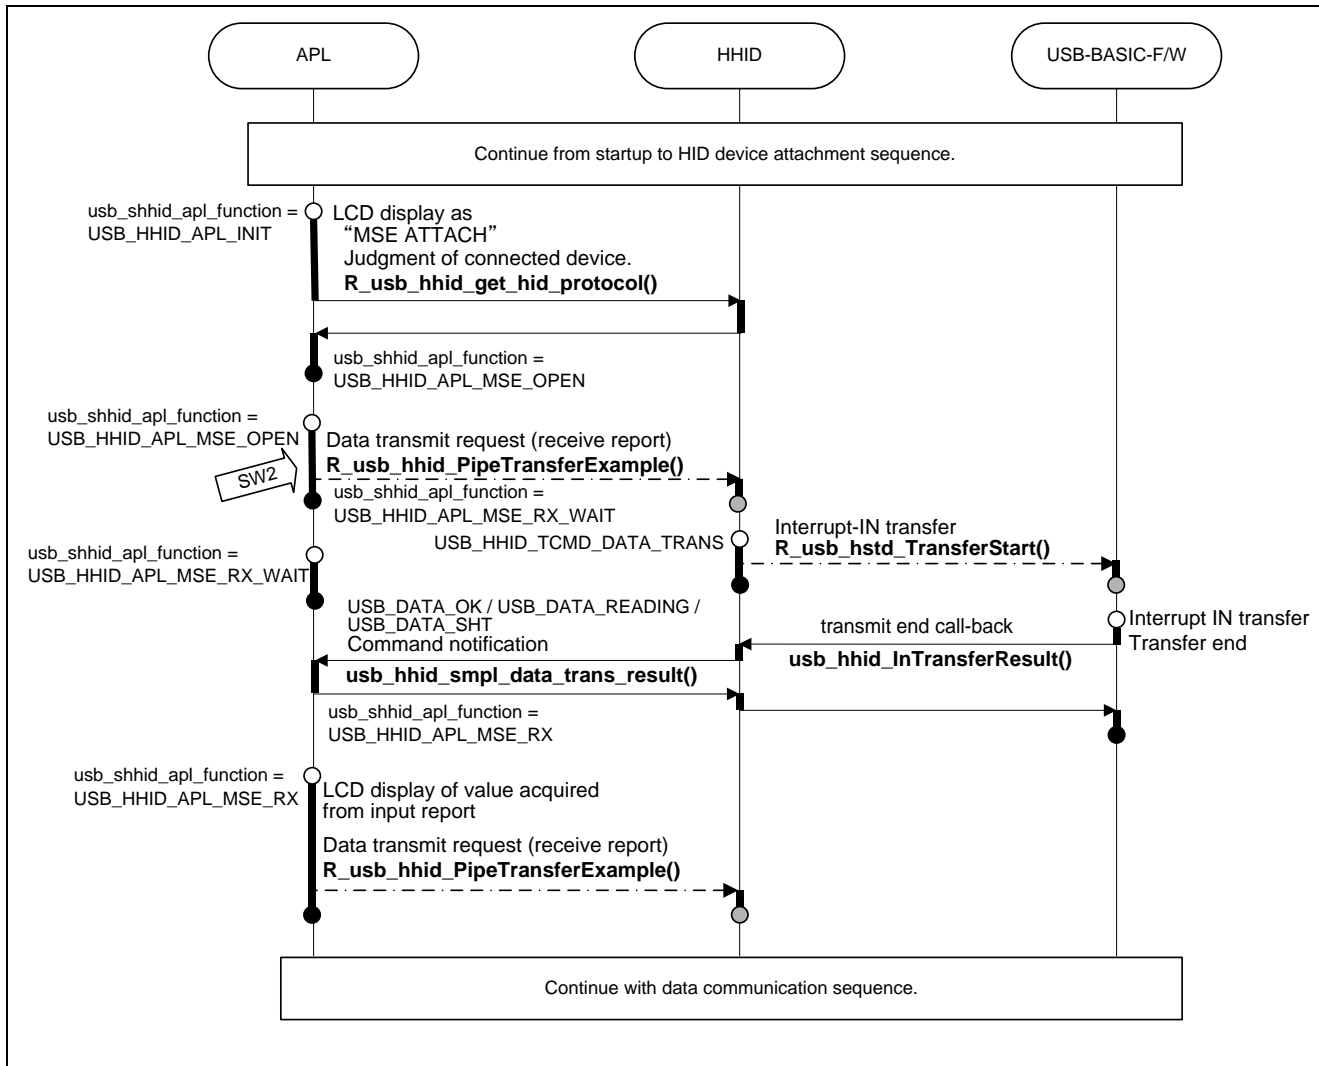 APL
HHID
USB-BASIC-F/W
Continue from startup to HID device attachment sequence.
usb_shhid_apl_function =
USB_HHID_APL_INIT
LCD display as
“MSE ATTACH”
Judgment of connected device.
R_usb_hhid_get_hid_protocol()
usb_shhid_apl_function =
USB_HHID_APL_MSE_OPEN
usb_shhid_apl_function =
USB_HHID_APL_MSE_OPEN
SW2
Data transmit request (receive report)
R_usb_hhid_PipeTransferExample()
usb_shhid_apl_function =
USB_HHID_APL_MSE_RX_WAIT
USB_HHID_TCMD_DATA_TRANS
Interrupt-IN transfer
R_usb_hstd_TransferStart()
usb_shhid_apl_function =
USB_HHID_APL_MSE_RX_WAIT
USB_DATA_OK / USB_DATA_READING /
USB_DATA_SHT
Command notification
usb_hhid_smpl_data_trans_result()
transmit end call-back
usb_hhid_InTransferResult()
Interrupt IN transfer
Transfer end
usb_shhid_apl_function =
USB_HHID_APL_MSE_RX
usb_shhid_apl_function =
USB_HHID_APL_MSE_RX
LCD display of value acquired
from input report
Data transmit request (receive report)
R_usb_hhid_PipeTransferExample()
Continue with data communication sequence.